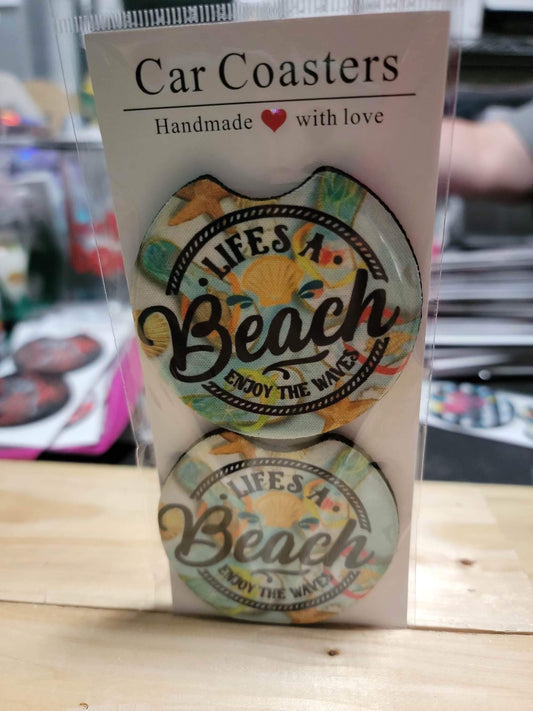 Car Coasters
Handmade ❤ with love
· LIFES A ·
Beach
ENJOY THE WAVES
· LIFES A ·
Beach
ENJOY THE WAVES